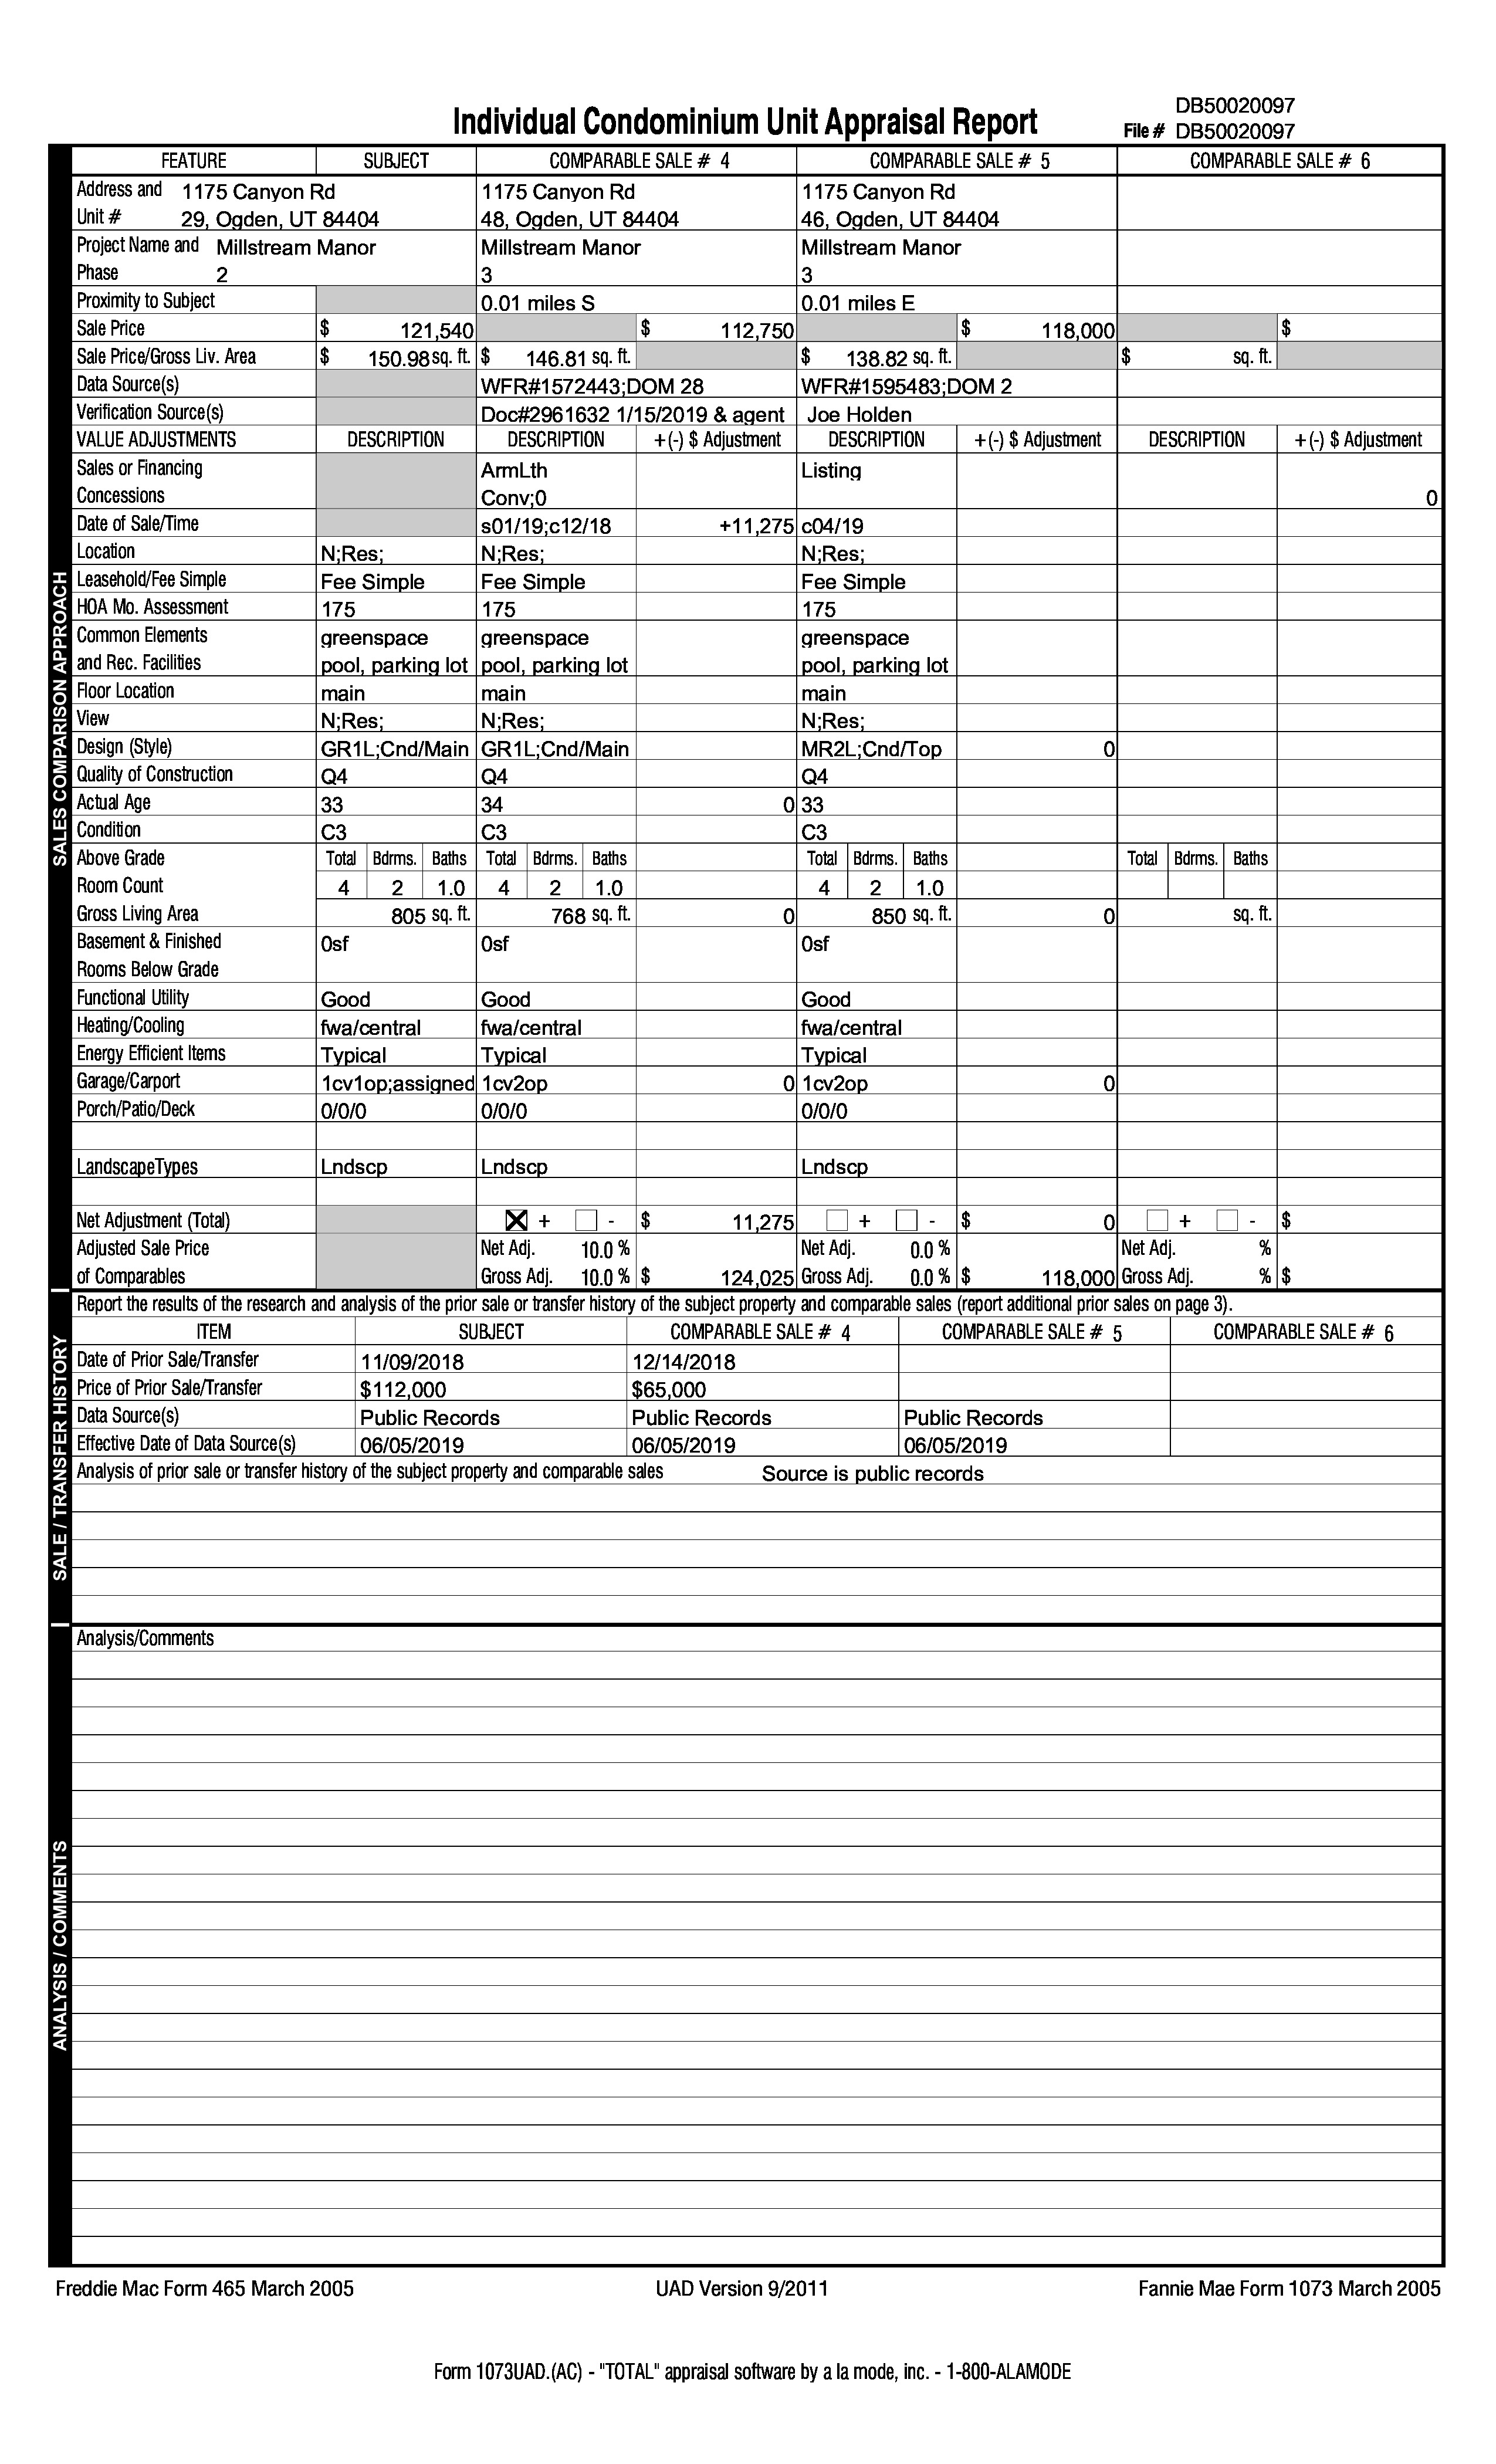 DB50020097
Individual Condominium Unit Appraisal Report File # DB50020097
FEATURE SUBJECT COMPARABLE SALE # 4 COMPARABLE SALE # 5 COMPARABLE SALE # 6
Address and 1175 Canyon Rd 1175 Canyon Rd 1175 Canyon Rd
Unit # 29, Ogden, UT 84404 48, Ogden, UT 84404 46, Ogden, UT 84404
Project Name and Millstream Manor Millstream Manor Millstream Manor
Phase 2 3 3
Proximity to Subject 0.01 miles S 0.01 miles E
Sale Price $ 121,540 $ 112,750 $ 118,000 $
Sale Price/Gross Liv. Area $ 150.98 sq. ft. $ 146.81 sq. ft. $ 138.82 sq. ft. $ sq. ft.
Data Source(s) WFR#1572443;DOM 28 WFR#1595483;DOM 2
Verification Source(s) Doc#2961632 1/15/2019 & agent Joe Holden
VALUE ADJUSTMENTS DESCRIPTION DESCRIPTION +(-) $ Adjustment DESCRIPTION +(-) $ Adjustment DESCRIPTION +(-) $ Adjustment
Sales or Financing ArmLth Listing
Concessions Conv;0 0
Date of Sale/Time s01/19;c12/18 +11,275 c04/19
Location N;Res; N;Res; N;Res;
Leasehold/Fee Simple Fee Simple Fee Simple Fee Simple
HOA Mo. Assessment 175 175 175
Common Elements greenspace greenspace greenspace
and Rec. Facilities pool, parking lot pool, parking lot pool, parking lot
Floor Location main main main
View N;Res; N;Res; N;Res;
Design (Style) GR1L;Cnd/Main GR1L;Cnd/Main MR2L;Cnd/Top 0
Quality of Construction Q4 Q4 Q4
Actual Age 33 34 0 33
Condition C3 C3 C3
Above Grade Total Bdrms. Baths Total Bdrms. Baths Total Bdrms. Baths Total Bdrms. Baths
Room Count 4 2 1.0 4 2 1.0 4 2 1.0
Gross Living Area 805 sq. ft. 768 sq. ft. 0 850 sq. ft. 0 sq. ft.
Basement & Finished 0sf 0sf 0sf
Rooms Below Grade
Functional Utility Good Good Good
Heating/Cooling fwa/central fwa/central fwa/central
Energy Efficient Items Typical Typical Typical
Garage/Carport 1cv1op;assigned 1cv2op 0 1cv2op 0
Porch/Patio/Deck 0/0/0 0/0/0 0/0/0
LandscapeTypes Lndscp Lndscp Lndscp
Net Adjustment (Total) X + - $ 11,275 + - $ 0 + - $
Adjusted Sale Price Net Adj. 10.0 % Net Adj. 0.0 % Net Adj. %
of Comparables Gross Adj. 10.0 % $ 124,025 Gross Adj. 0.0 % $ 118,000 Gross Adj. % $
SALES COMPARISON APPROACH
Report the results of the research and analysis of the prior sale or transfer history of the subject property and comparable sales (report additional prior sales on page 3).
ITEM SUBJECT COMPARABLE SALE # 4 COMPARABLE SALE # 5 COMPARABLE SALE # 6
Date of Prior Sale/Transfer 11/09/2018 12/14/2018
Price of Prior Sale/Transfer $112,000 $65,000
Data Source(s) Public Records Public Records Public Records
Effective Date of Data Source(s) 06/05/2019 06/05/2019 06/05/2019
Analysis of prior sale or transfer history of the subject property and comparable sales Source is public records
SALE / TRANSFER HISTORY
Analysis/Comments
ANALYSIS / COMMENTS
Freddie Mac Form 465 March 2005 UAD Version 9/2011 Fannie Mae Form 1073 March 2005
Form 1073UAD.(AC) - "TOTAL" appraisal software by a la mode, inc. - 1-800-ALAMODE